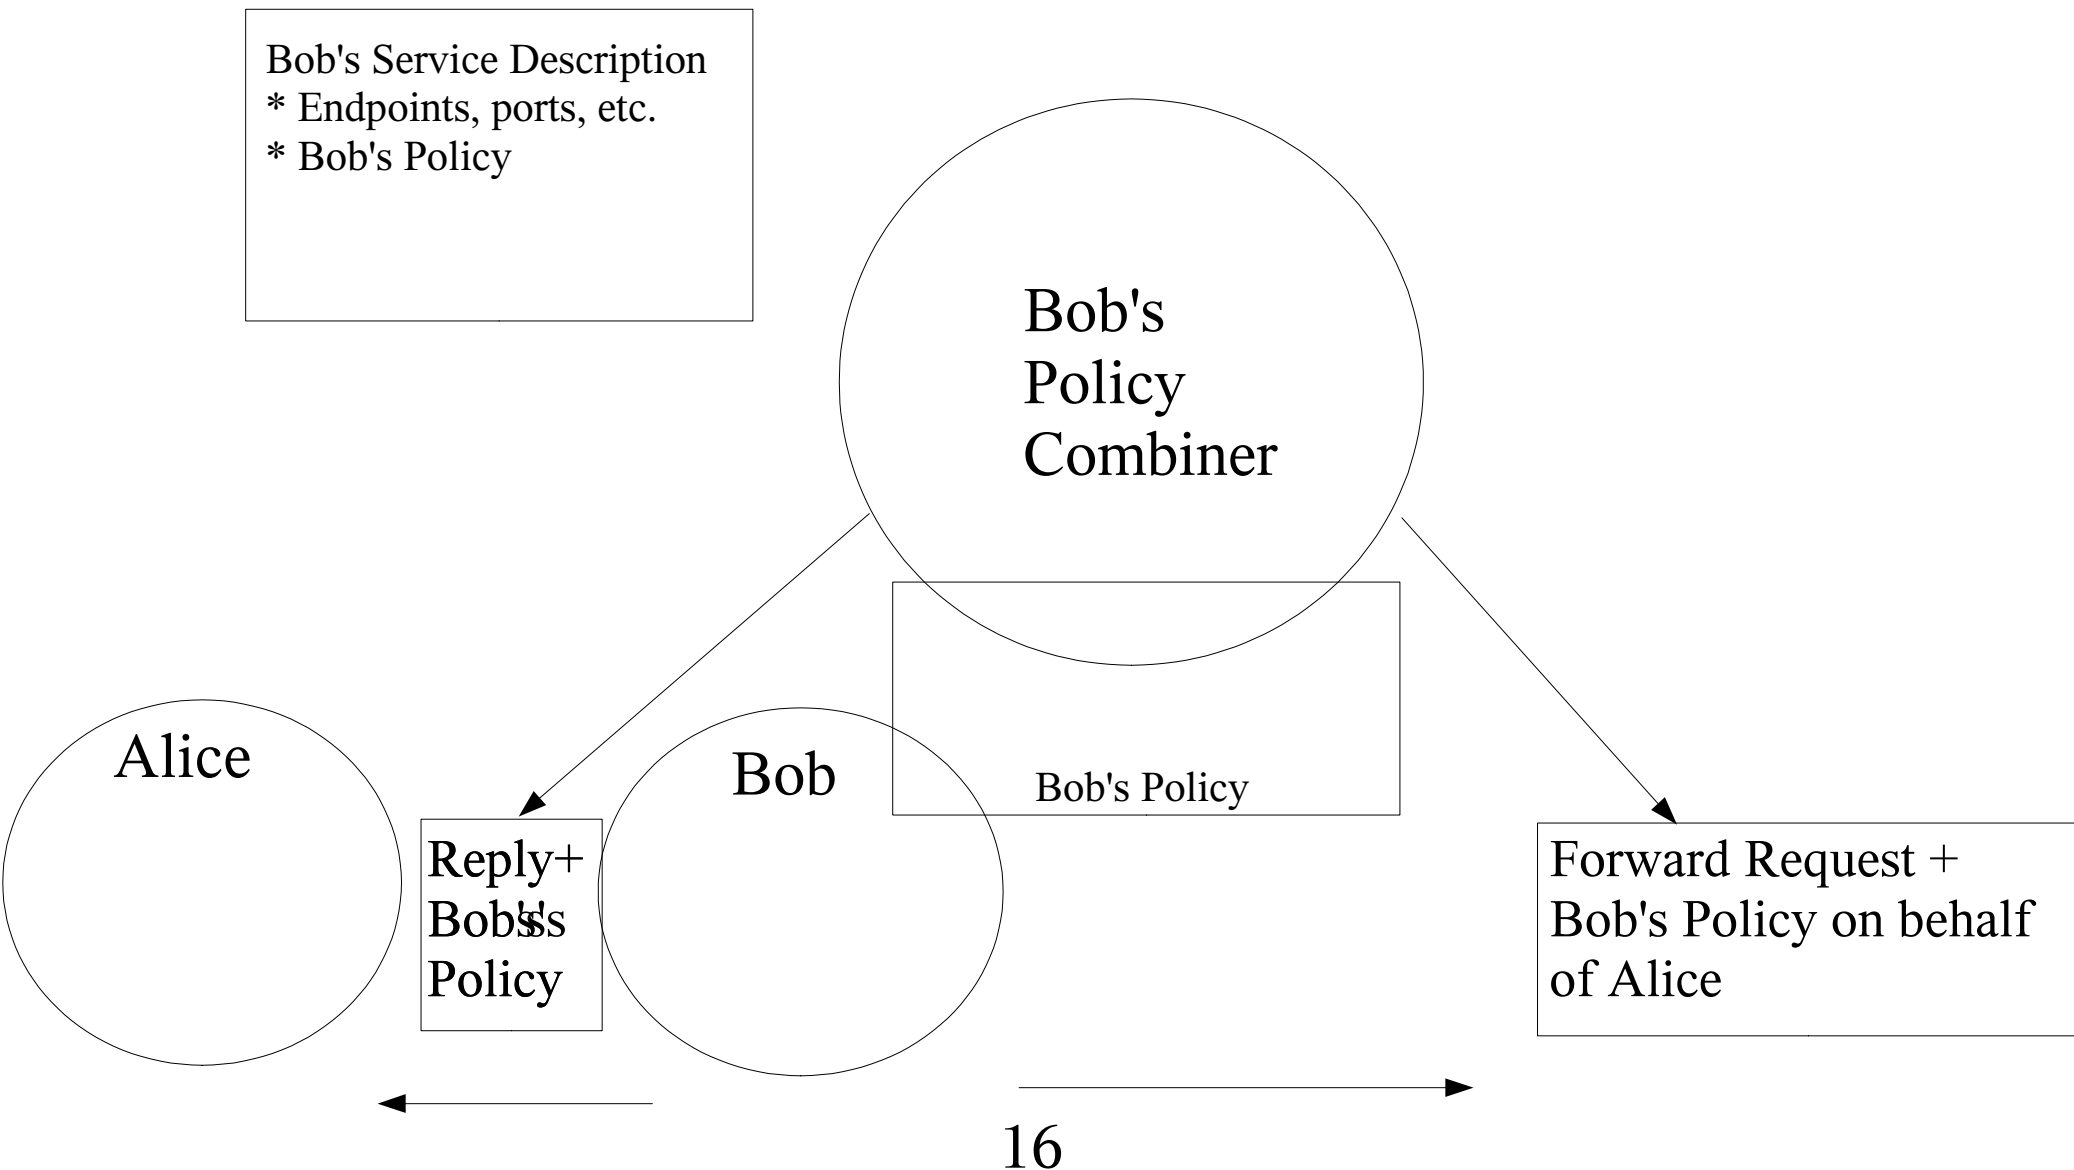 Bob's Service Description
* Endpoints, ports, etc.
* Bob's Policy
Bob's
Policy
Combiner
Alice
Bob
Bob's Policy
Reply+
Bob's
Policy
Forward Request +
Bob's Policy on behalf
of Alice
16